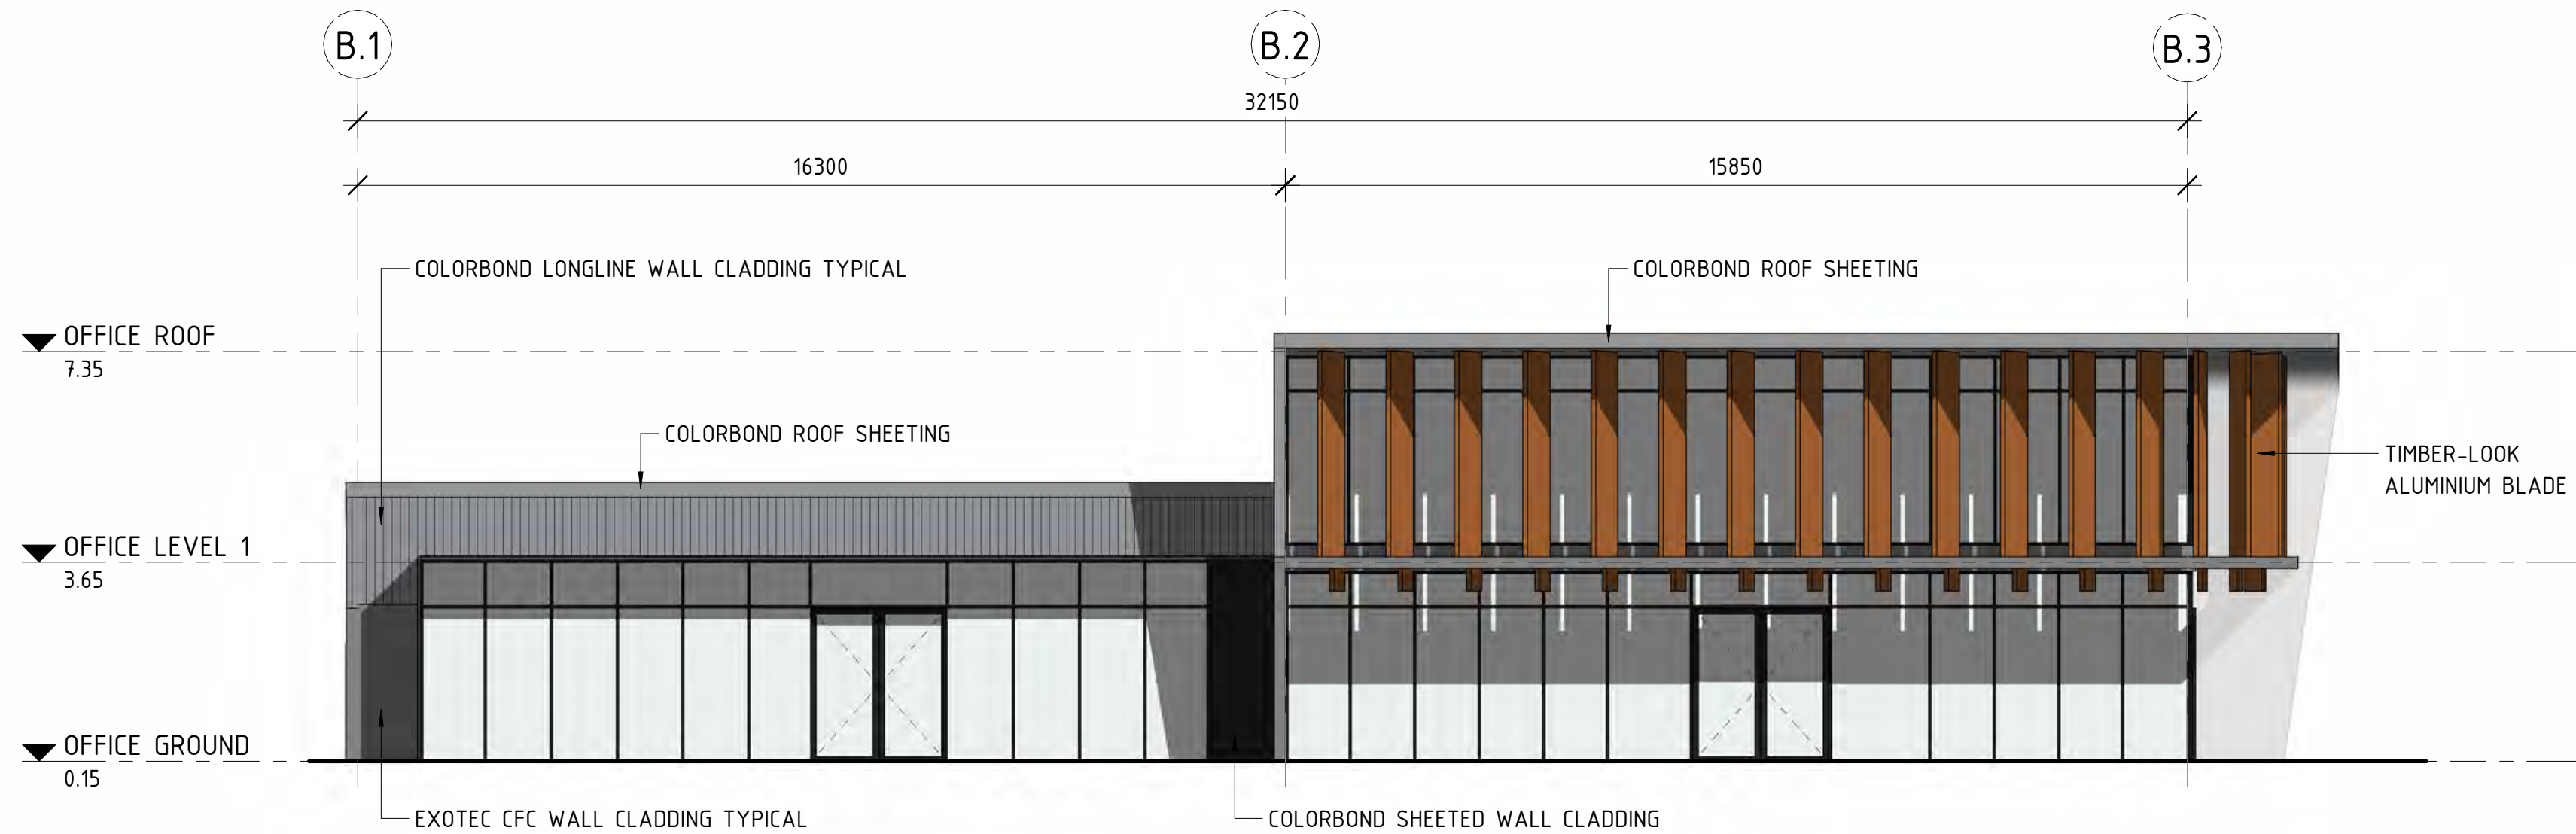 B.1
B.2
B.3
32150
16300
15850
COLORBOND LONGLINE WALL CLADDING TYPICAL
COLORBOND ROOF SHEETING
OFFICE ROOF
7.35
COLORBOND ROOF SHEETING
TIMBER-LOOK
ALUMINIUM BLADE
OFFICE LEVEL 1
3.65
OFFICE GROUND
0.15
EXOTEC CFC WALL CLADDING TYPICAL
COLORBOND SHEETED WALL CLADDING